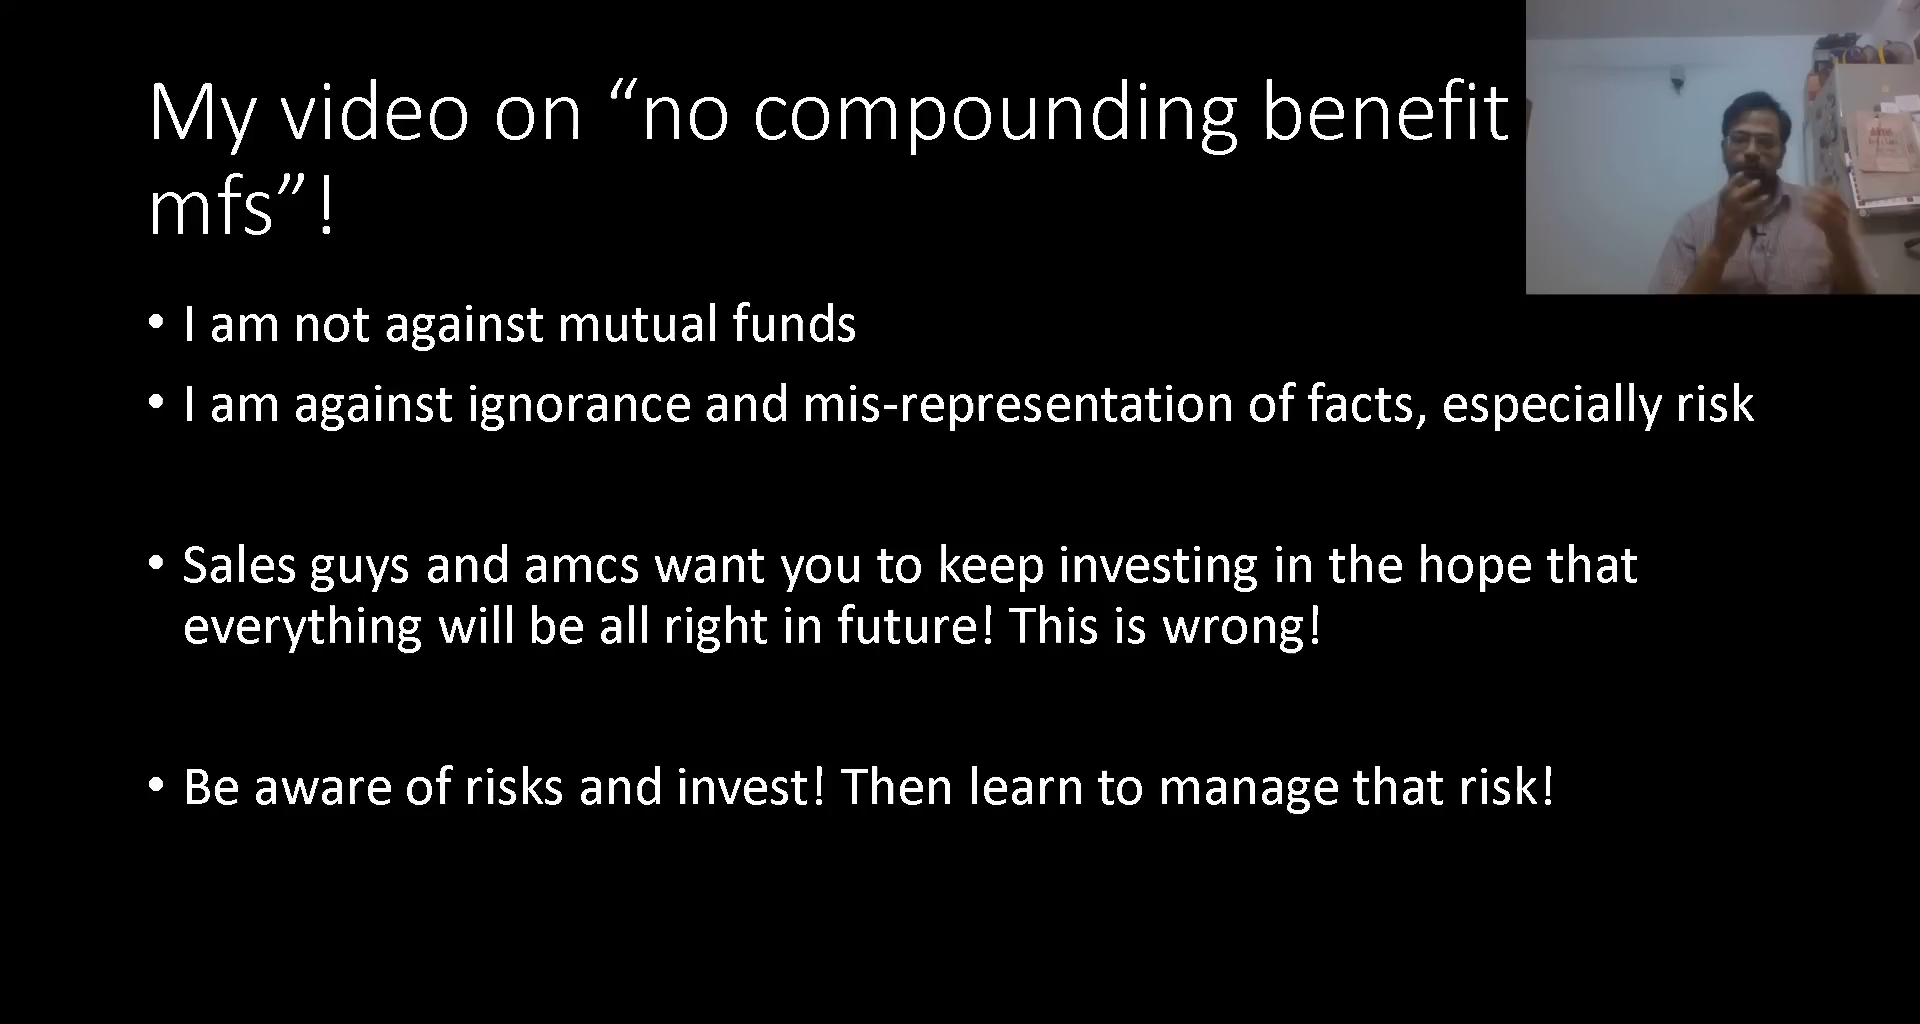 My video on “no compounding benefit
mfs”!
• I am not against mutual funds
• I am against ignorance and mis-representation of facts, especially risk
• Sales guys and amcs want you to keep investing in the hope that
everything will be all right in future! This is wrong!
• Be aware of risks and invest! Then learn to manage that risk!